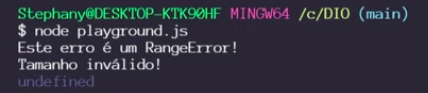 Stephany@DESKTOP-KTK90HF MINGW64 /c/DIO (main)
$ node playground.js
Este erro é um RangeError!
Tamanho inválido!
undefined